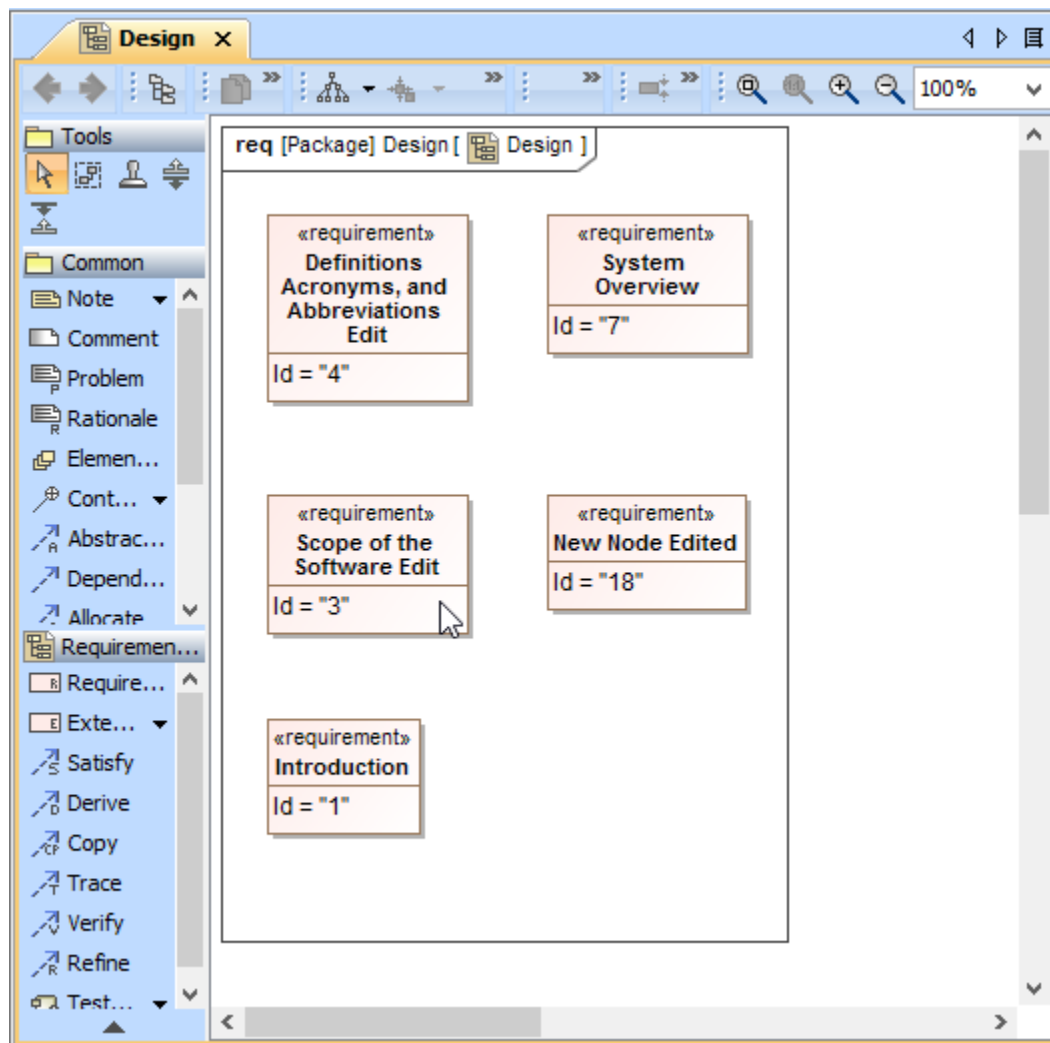 Design
100%
Tools
Common
Note
Comment
Problem
Rationale
Elemen...
Cont...
Abstrac...
Depend...
Allocate
Requiremen...
Require...
Exte...
Satisfy
Derive
Copy
Trace
Verify
Refine
Test...
req [Package] Design [ Design ]
«requirement»
Definitions
Acronyms, and
Abbreviations
Edit
Id = "4"
«requirement»
System
Overview
Id = "7"
«requirement»
Scope of the
Software Edit
Id = "3"
«requirement»
New Node Edited
Id = "18"
«requirement»
Introduction
Id = "1"